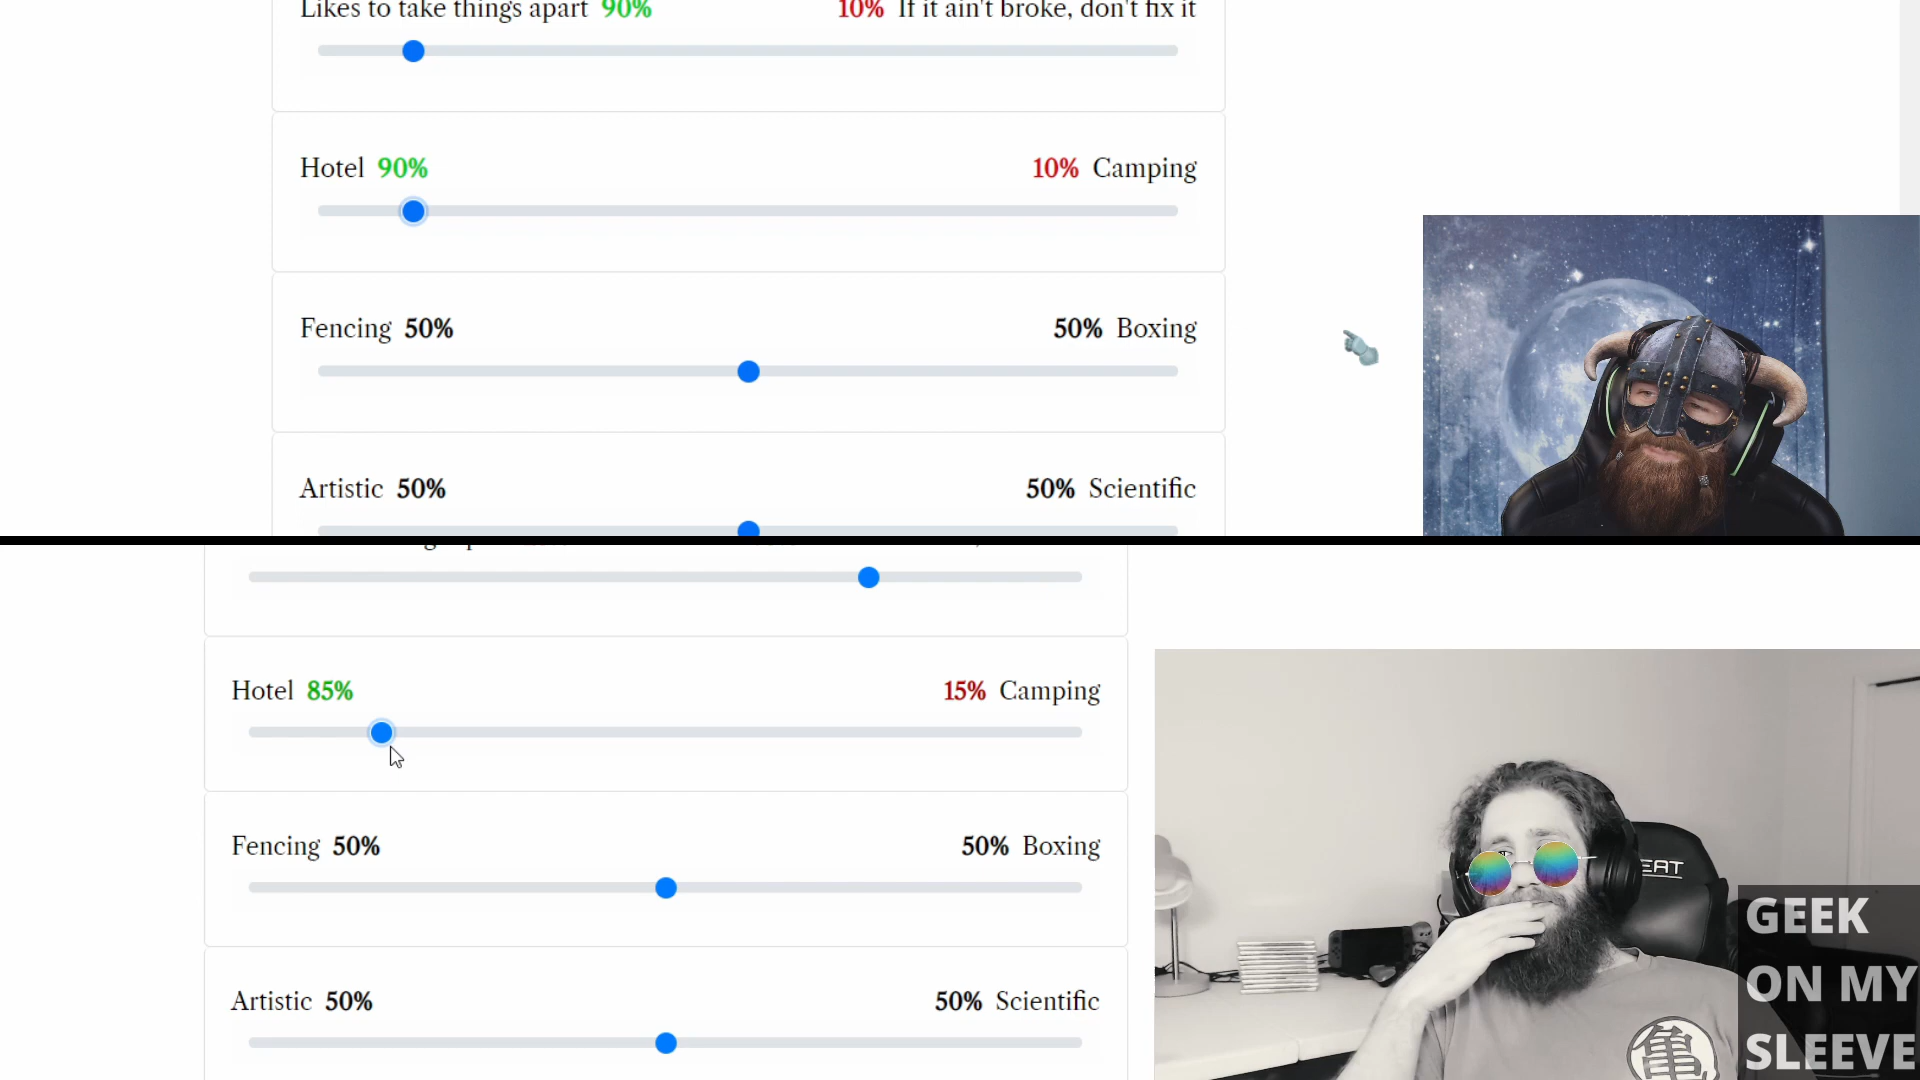 Likes to take things apart 90% 10% If it ain't broke, don't fix it
Hotel 90% 10% Camping
Fencing 50% 50% Boxing
Artistic 50% 50% Scientific
Hotel 85% 15% Camping
Fencing 50% 50% Boxing
Artistic 50% 50% Scientific
EAT
亀
GEEK
ON MY
SLEEVE